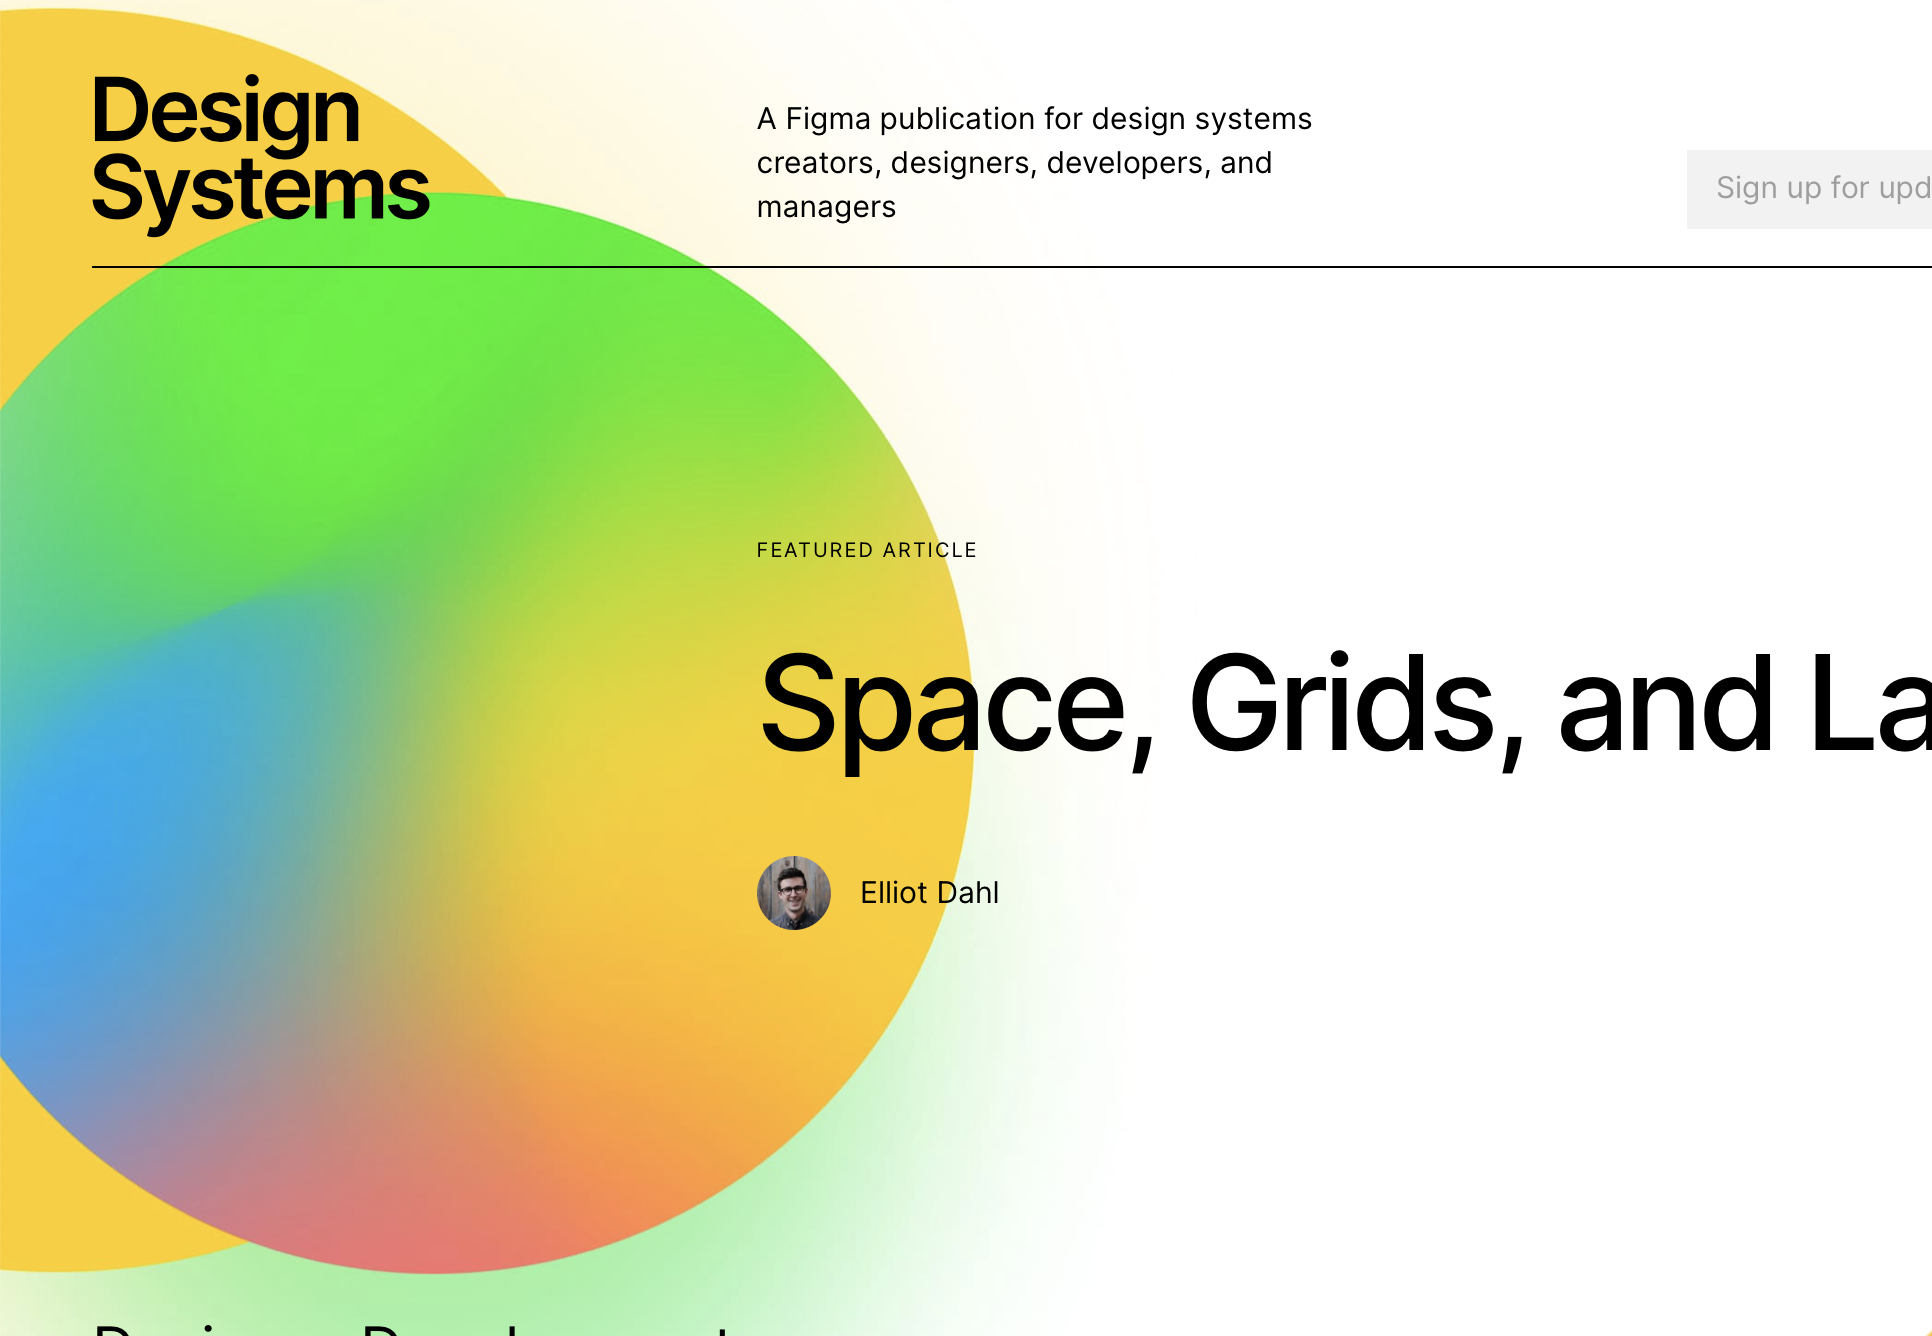 Design
Systems
A Figma publication for design systems
creators, designers, developers, and
managers
Sign up for upd
FEATURED ARTICLE
Space, Grids, and La
Elliot Dahl